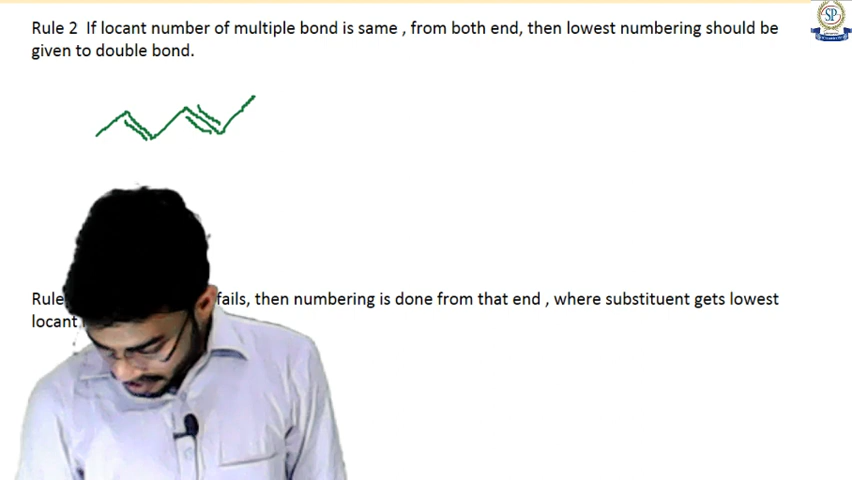 Rule 2 If locant number of multiple bond is same , from both end, then lowest numbering should be
given to double bond.
SP
Rule fails, then numbering is done from that end , where substituent gets lowest
locant